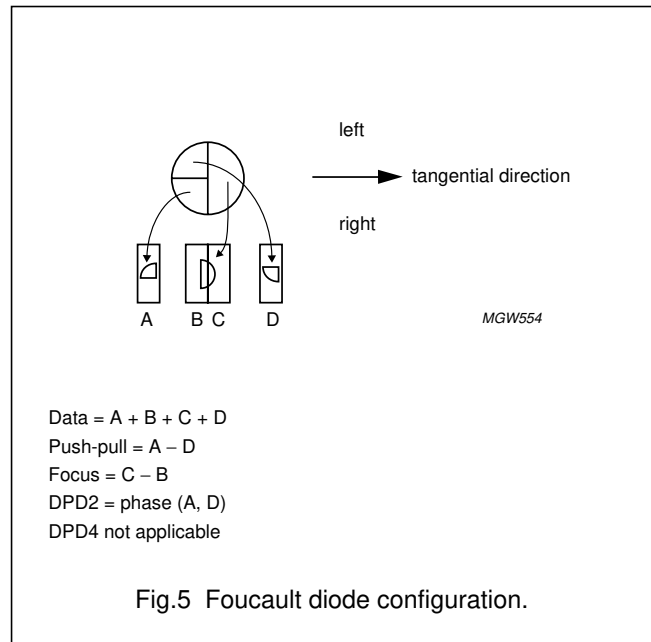 left
tangential direction
right
A
B C
D
MGW554
Data = A + B + C + D
Push-pull = A − D
Focus = C − B
DPD2 = phase (A, D)
DPD4 not applicable
Fig.5 Foucault diode configuration.